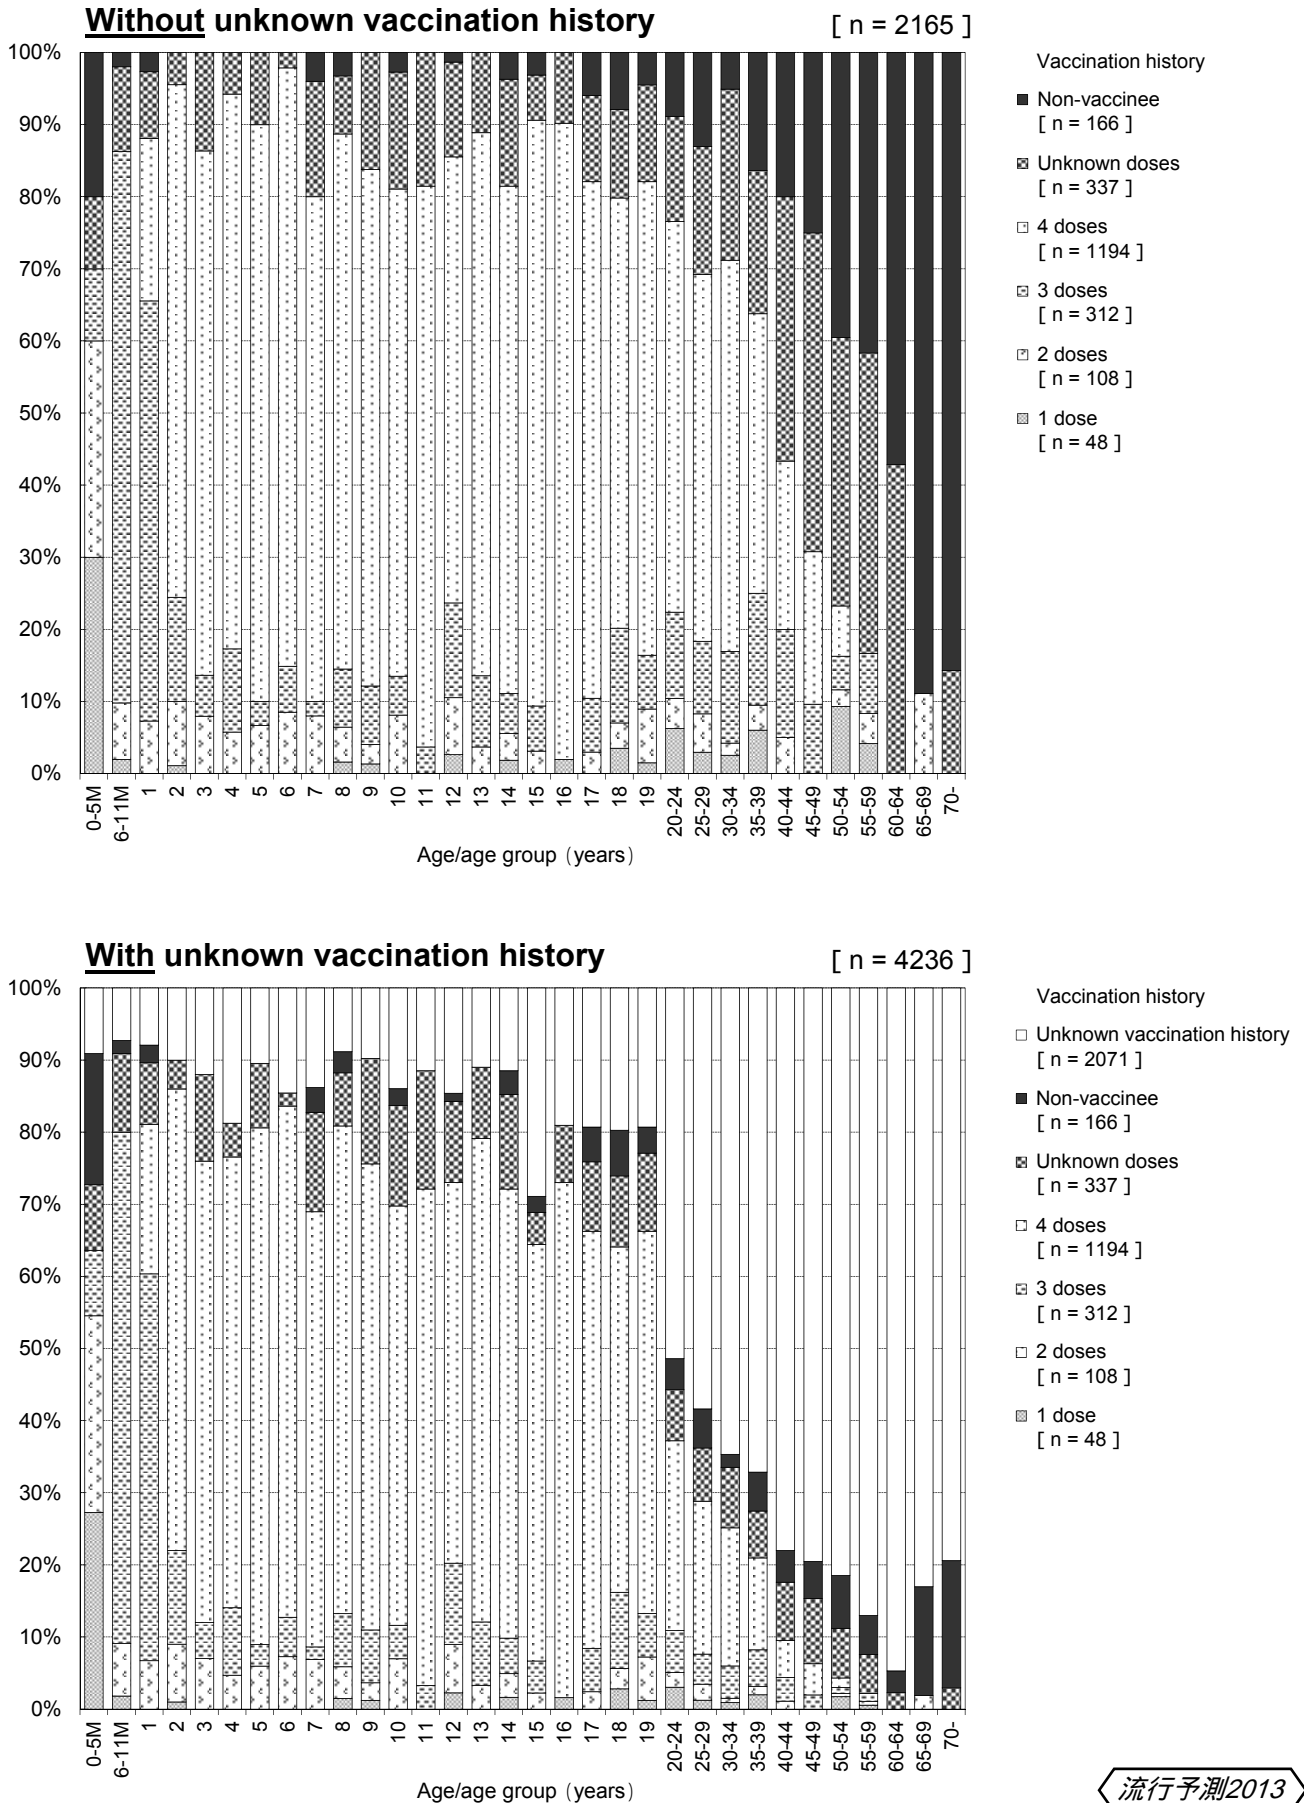 Without unknown vaccination history [ n = 2165 ]
100%
90%
80%
70%
60%
50%
40%
30%
20%
10%
0%
0-5M 6-11M 1 2 3 4 5 6 7 8 9 10 11 12 13 14 15 16 17 18 19 20-24 25-29 30-34 35-39 40-44 45-49 50-54 55-59 60-64 65-69 70-
Age/age group (years)
Vaccination history
Non-vaccinee
[ n = 166 ]
Unknown doses
[ n = 337 ]
4 doses
[ n = 1194 ]
3 doses
[ n = 312 ]
2 doses
[ n = 108 ]
1 dose
[ n = 48 ]
With unknown vaccination history [ n = 4236 ]
100%
90%
80%
70%
60%
50%
40%
30%
20%
10%
0%
0-5M 6-11M 1 2 3 4 5 6 7 8 9 10 11 12 13 14 15 16 17 18 19 20-24 25-29 30-34 35-39 40-44 45-49 50-54 55-59 60-64 65-69 70-
Age/age group (years)
Vaccination history
Unknown vaccination history
[ n = 2071 ]
Non-vaccinee
[ n = 166 ]
Unknown doses
[ n = 337 ]
4 doses
[ n = 1194 ]
3 doses
[ n = 312 ]
2 doses
[ n = 108 ]
1 dose
[ n = 48 ]
流行予測2013